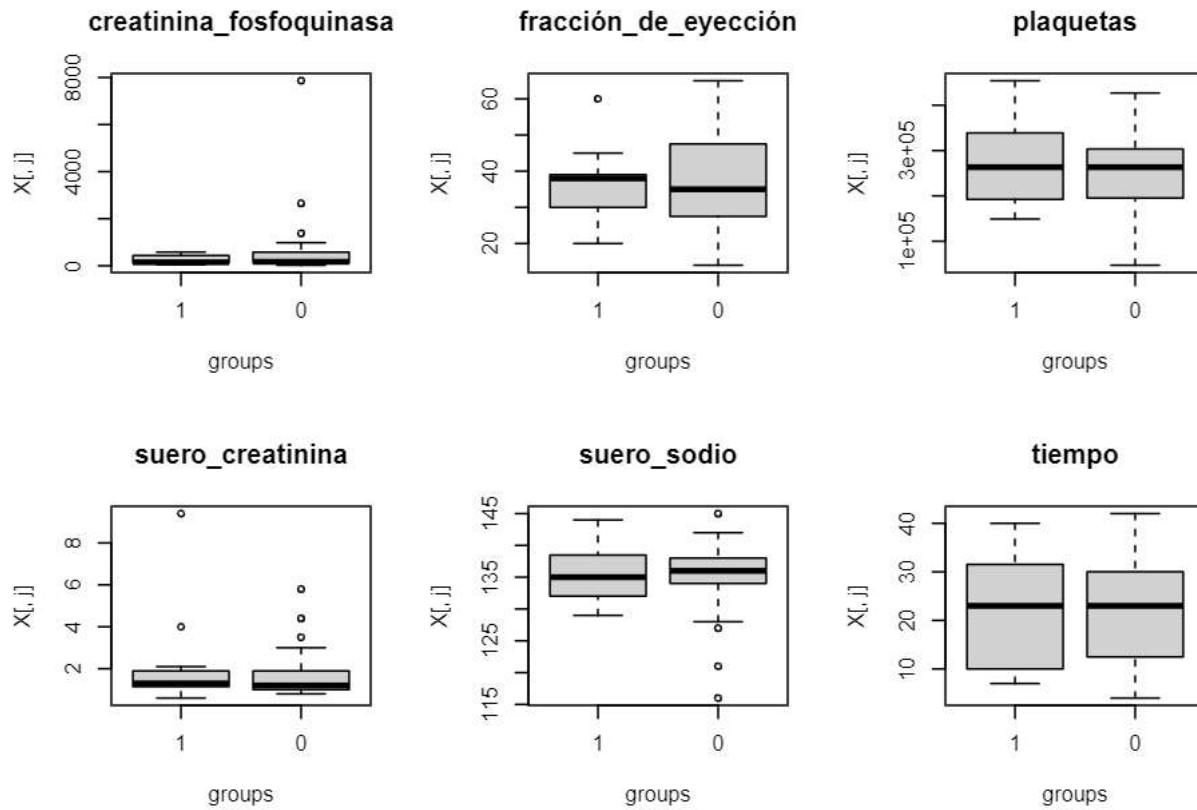 creatinina_fosfoquinasa
X[, j]
8000
4000
0
1
0
groups
fracción_de_eyección
X[, j]
60
40
20
1
0
groups
plaquetas
X[, j]
3e+05
1e+05
1
0
groups
suero_creatinina
X[, j]
8
6
4
2
1
0
groups
suero_sodio
X[, j]
145
135
125
115
1
0
groups
tiempo
X[, j]
40
30
20
10
1
0
groups